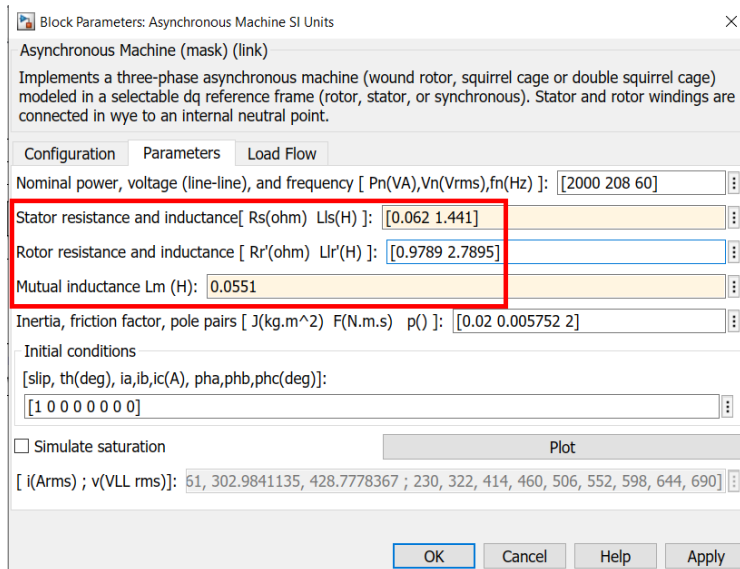 Block Parameters: Asynchronous Machine SI Units
Asynchronous Machine (mask) (link)
Implements a three-phase asynchronous machine (wound rotor, squirrel cage or double squirrel cage)
modeled in a selectable dq reference frame (rotor, stator, or synchronous). Stator and rotor windings are
connected in wye to an internal neutral point.
Configuration Parameters Load Flow
Nominal power, voltage (line-line), and frequency [ Pn(VA),Vn(Vrms),fn(Hz) ]: [2000 208 60]
Stator resistance and inductance[ Rs(ohm) Lls(H) ]: [0.062 1.441]
Rotor resistance and inductance [ Rr'(ohm) Llr'(H) ]: [0.9789 2.7895]
Mutual inductance Lm (H): 0.0551
Inertia, friction factor, pole pairs [ J(kg.m^2) F(N.m.s) p() ]: [0.02 0.005752 2]
Initial conditions
[slip, th(deg), ia,ib,ic(A), pha,phb,phc(deg)]:
[1 0 0 0 0 0 0 0]
Simulate saturation Plot
[ i(Arms) ; v(VLL rms)]: 61, 302.9841135, 428.7778367 ; 230, 322, 414, 460, 506, 552, 598, 644, 690]
OK Cancel Help Apply